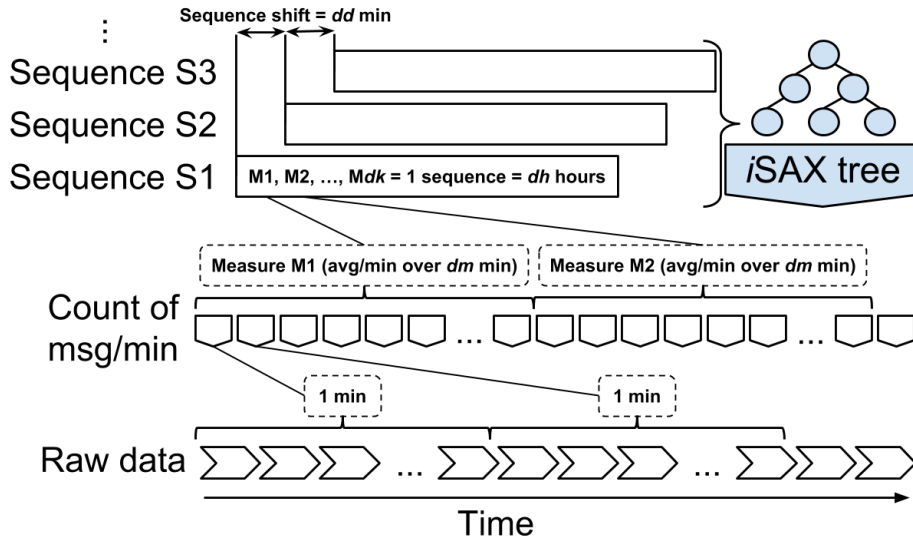 Sequence shift = dd min
⋮
Sequence S3
Sequence S2
Sequence S1
M1, M2, ..., Mdk = 1 sequence = dh hours
iSAX tree
Measure M1 (avg/min over dm min)
Measure M2 (avg/min over dm min)
Count of
msg/min
...
...
1 min
1 min
Raw data
...
...
Time